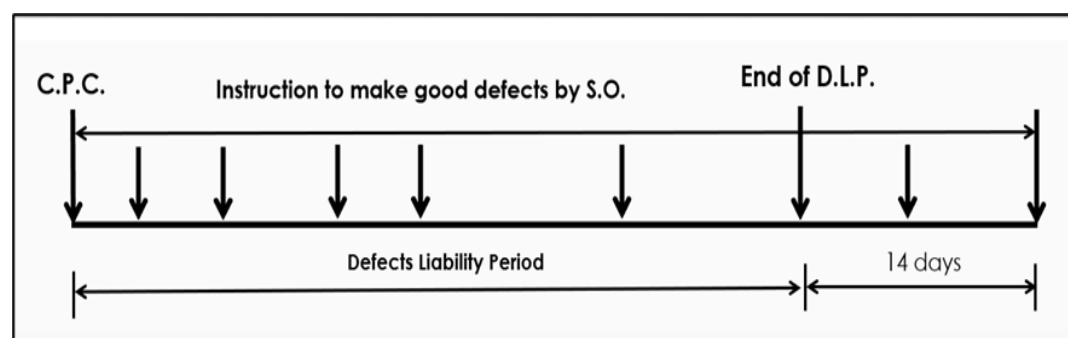 C.P.C.
Instruction to make good defects by S.O.
End of D.L.P.
Defects Liability Period
14 days